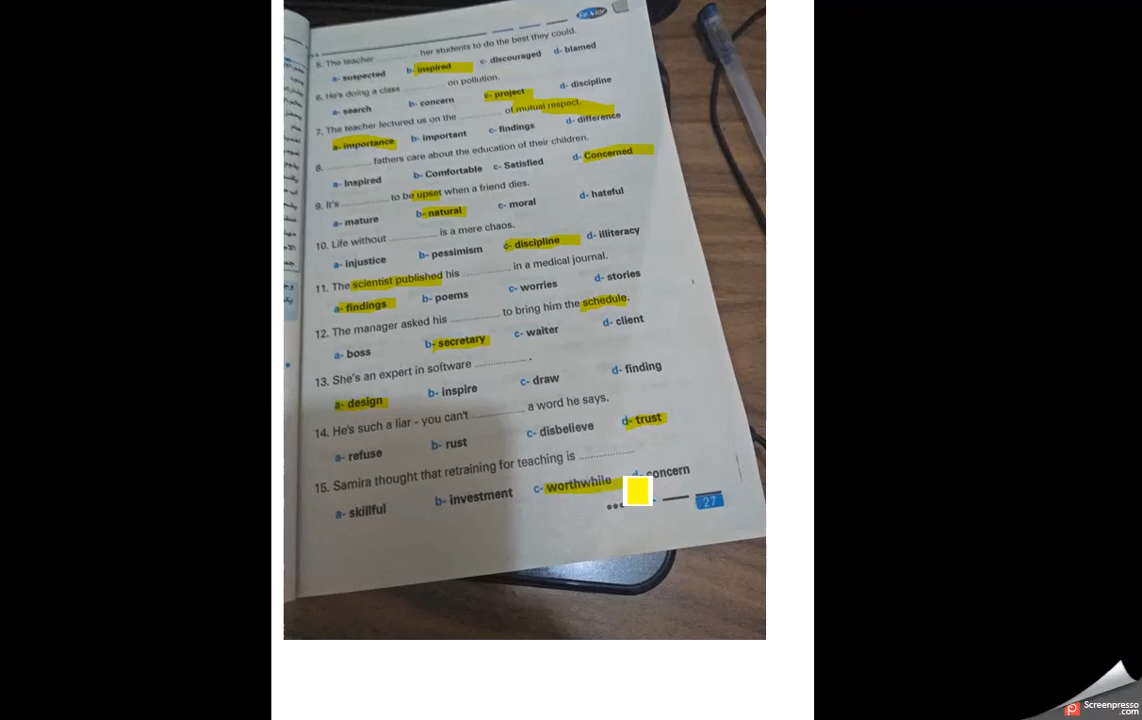 Senior
5. The teacher ............ her students to do the best they could.
a- suspected b- inspired c- discouraged d- blamed
6. He's doing a class ............ on pollution.
a- search b- concern c- project d- discipline
7. The teacher lectured us on the ............ of mutual respect.
a- importance b- important c- findings d- difference
8. ............ fathers care about the education of their children.
a- Inspired b- Comfortable c- Satisfied d- Concerned
9. It's ............ to be upset when a friend dies.
a- mature b- natural c- moral d- hateful
10. Life without ............ is a mere chaos.
a- injustice b- pessimism c- discipline d- illiteracy
11. The scientist published his ............ in a medical journal.
a- findings b- poems c- worries d- stories
12. The manager asked his ............ to bring him the schedule.
a- boss b- secretary c- waiter d- client
13. She's an expert in software ............ .
a- design b- inspire c- draw d- finding
14. He's such a liar - you can't ............ a word he says.
a- refuse b- rust c- disbelieve d- trust
15. Samira thought that retraining for teaching is ............
a- skillful b- investment c- worthwhile d- concern
27
Screenpresso
.com